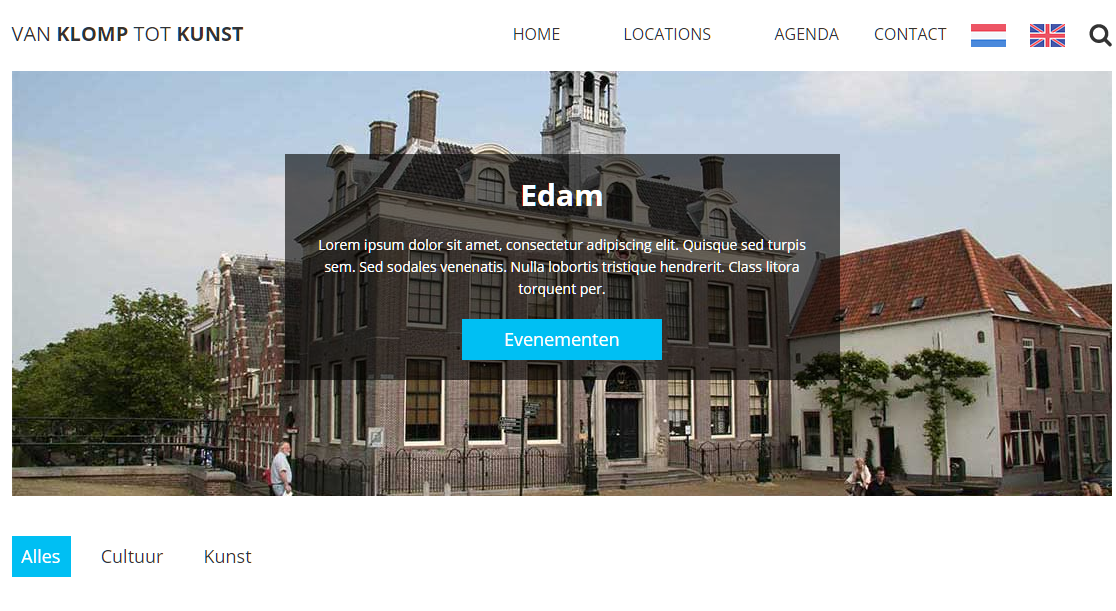 VAN KLOMP TOT KUNST
HOME LOCATIONS AGENDA CONTACT
Edam
Lorem ipsum dolor sit amet, consectetur adipiscing elit. Quisque sed turpis
sem. Sed sodales venenatis. Nulla lobortis tristique hendrerit. Class litora
torquent per.
Evenementen
Alles Cultuur Kunst